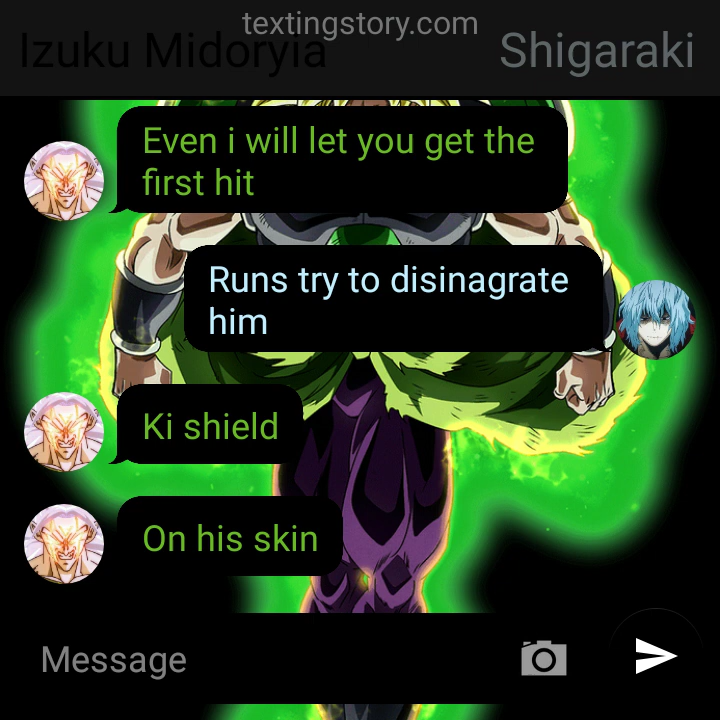 textingstory.com
Izuku Midoryia
Shigaraki
Even i will let you get the
first hit
Runs try to disinagrate
him
Ki shield
On his skin
Message